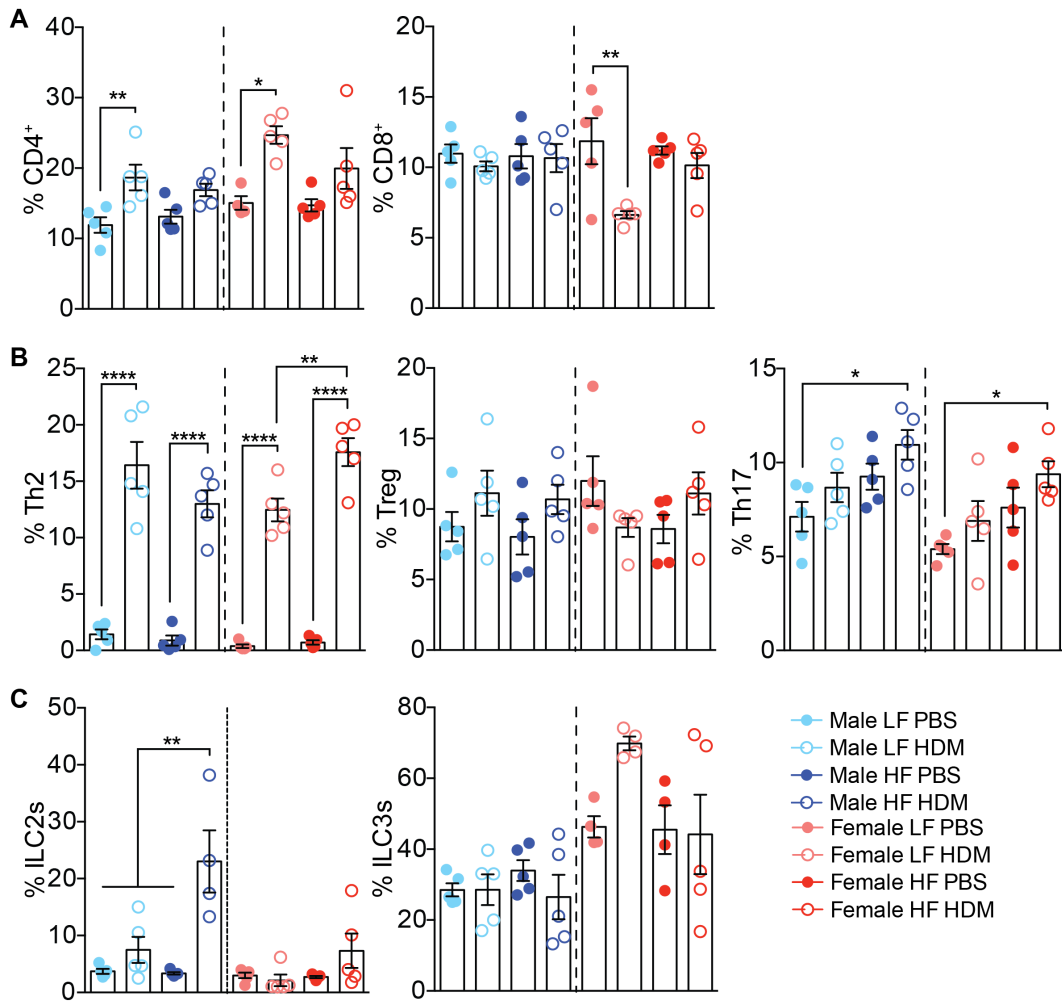 A
% CD4+
40
30
20
10
0
**
*
% CD8+
20
15
10
5
0
**
B
% Th2
25
20
15
10
5
0
****
****
****
****
**
% Treg
20
15
10
5
0
% Th17
15
10
5
0
*
*
C
% ILC2s
50
40
30
20
10
0
**
% ILC3s
80
60
40
20
0
Male LF PBS
Male LF HDM
Male HF PBS
Male HF HDM
Female LF PBS
Female LF HDM
Female HF PBS
Female HF HDM